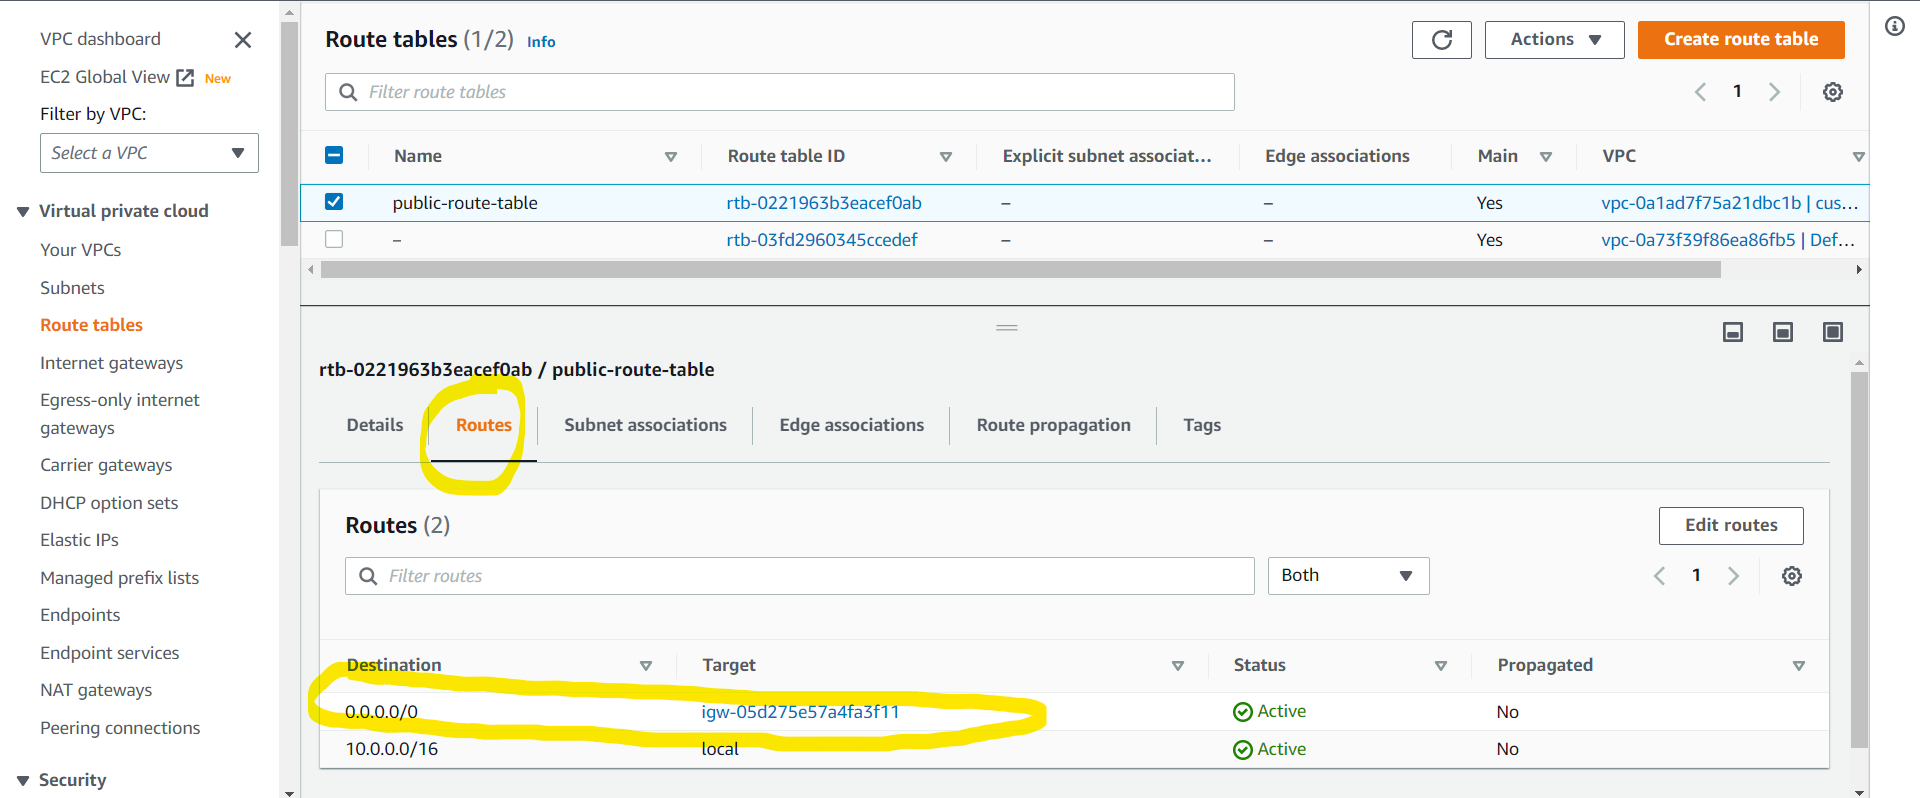 VPC dashboard
EC2 Global View New
Filter by VPC:
Select a VPC
Virtual private cloud
Your VPCs
Subnets
Route tables
Internet gateways
Egress-only internet
gateways
Carrier gateways
DHCP option sets
Elastic IPs
Managed prefix lists
Endpoints
Endpoint services
NAT gateways
Peering connections
Security
Route tables (1/2) Info
Actions
Create route table
Filter route tables
1
Name Route table ID Explicit subnet associat... Edge associations Main VPC
public-route-table rtb-0221963b3eacef0ab – – Yes vpc-0a1ad7f75a21dbc1b | cus...
– rtb-03fd2960345ccedef – – Yes vpc-0a73f39f86ea86fb5 | Def...
rtb-0221963b3eacef0ab / public-route-table
Details Routes Subnet associations Edge associations Route propagation Tags
Routes (2)
Edit routes
Filter routes
Both
1
Destination Target Status Propagated
0.0.0.0/0 igw-05d275e57a4fa3f11 Active No
10.0.0.0/16 local Active No